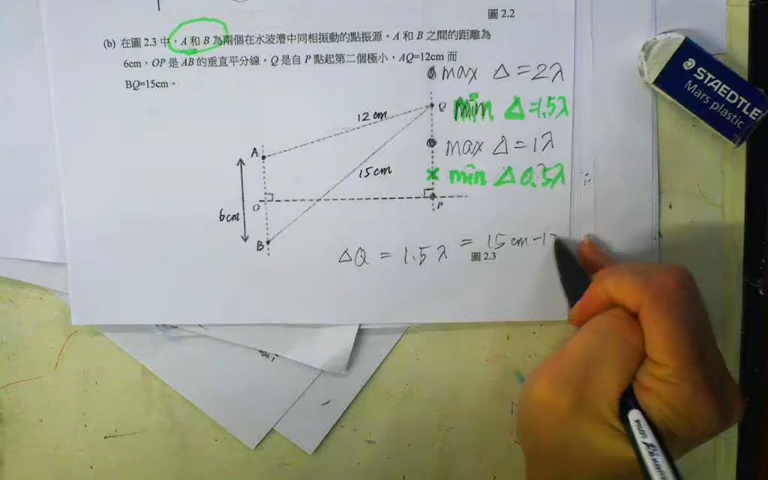 圖 2.2
(b) 在圖 2.3 中，A 和 B 為兩個在水波漕中同相振動的點振源。A 和 B 之間的距離為
6cm，OP 是 AB 的垂直平分線。Q 是自 P 點起第二個極小，AQ=12cm 而
BQ=15cm。
max Δ = 2λ
Q min Δ = 1.5λ
max Δ = 1λ
min Δ 0.5λ
12 cm
A
15 cm
6cm
O
P
B
ΔQ = 1.5 λ = 15 cm - 1
圖 2.3
STAEDTLER
Mars plastic